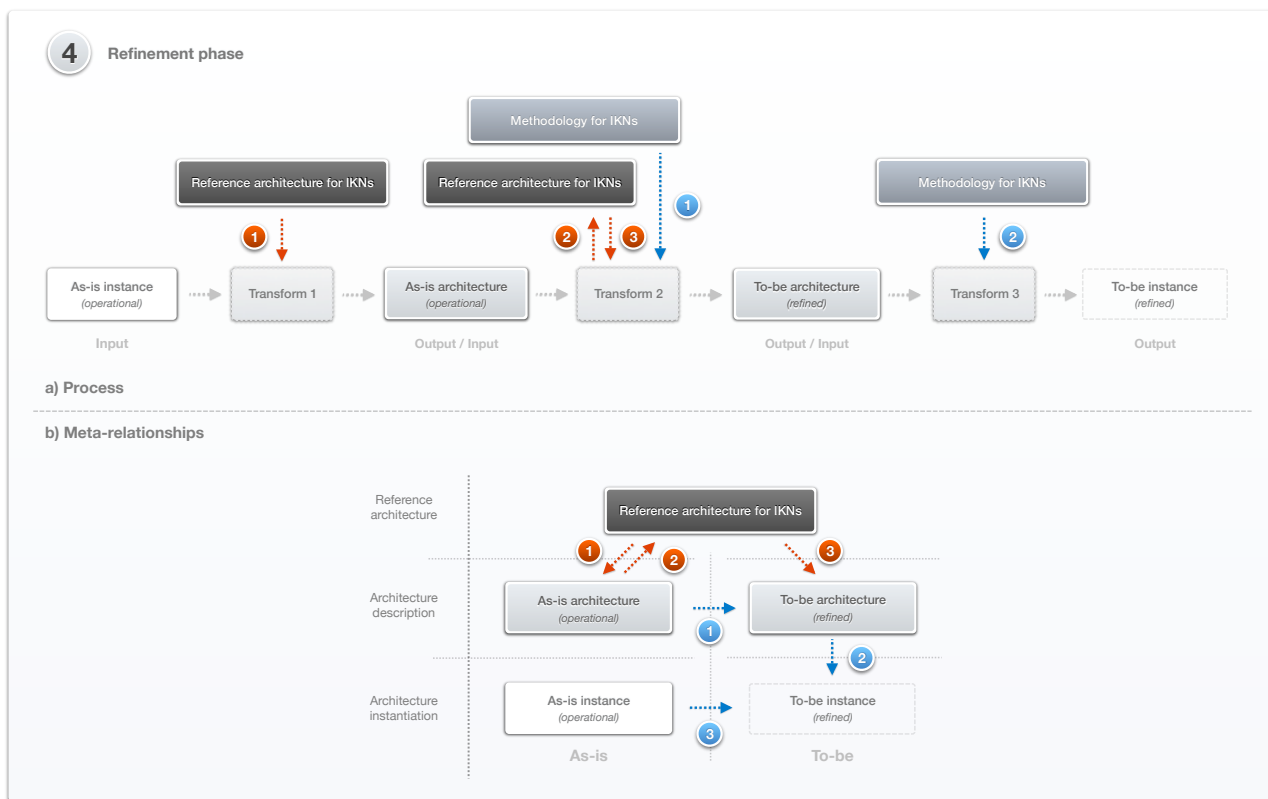 4
Refinement phase
Methodology for IKNs
Reference architecture for IKNs
Reference architecture for IKNs
Methodology for IKNs
1
2
3
1
2
As-is instance
(operational)
Transform 1
As-is architecture
(operational)
Transform 2
To-be architecture
(refined)
Transform 3
To-be instance
(refined)
Input
Output / Input
Output / Input
Output
a) Process
b) Meta-relationships
Reference
architecture
Reference architecture for IKNs
1
2
3
Architecture
description
As-is architecture
(operational)
1
To-be architecture
(refined)
2
Architecture
instantiation
As-is instance
(operational)
3
To-be instance
(refined)
As-is
To-be